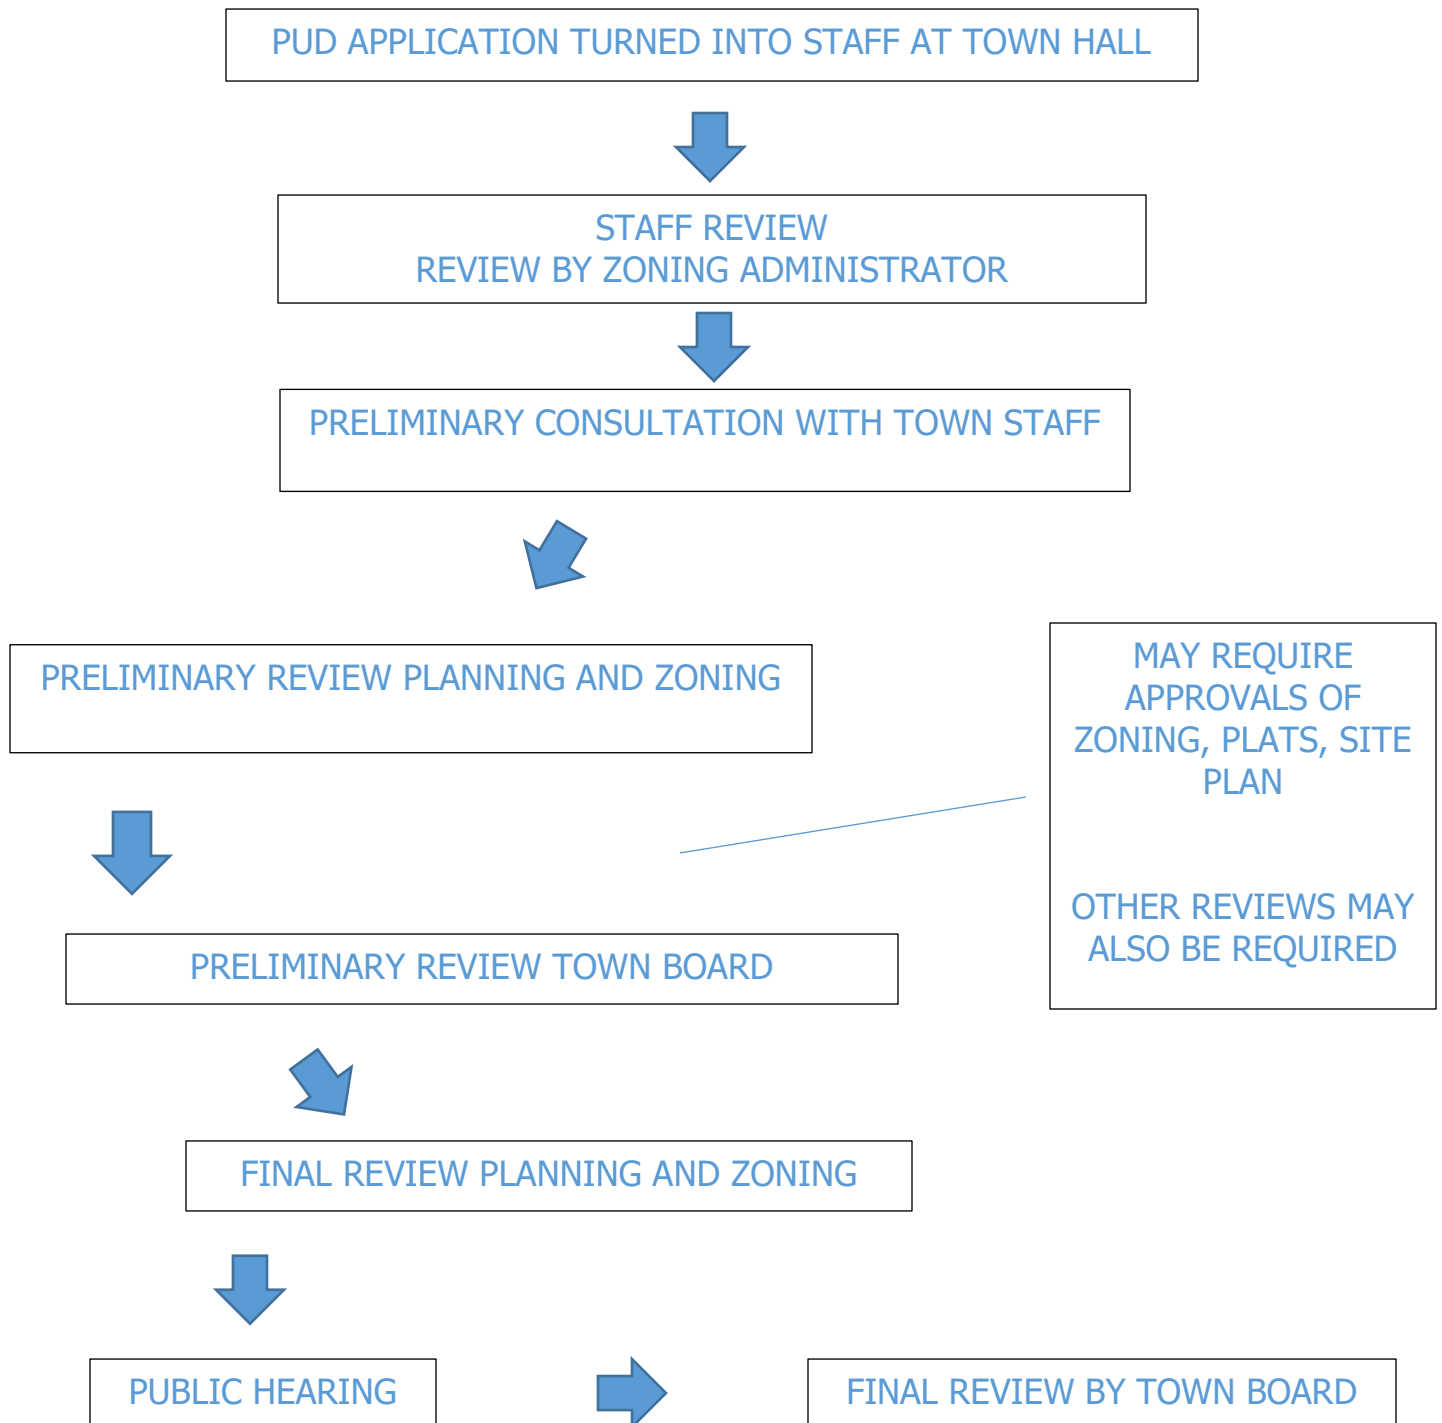 PUD APPLICATION TURNED INTO STAFF AT TOWN HALL
STAFF REVIEW
REVIEW BY ZONING ADMINISTRATOR
PRELIMINARY CONSULTATION WITH TOWN STAFF
PRELIMINARY REVIEW PLANNING AND ZONING
MAY REQUIRE
APPROVALS OF
ZONING, PLATS, SITE
PLAN
OTHER REVIEWS MAY
ALSO BE REQUIRED
PRELIMINARY REVIEW TOWN BOARD
FINAL REVIEW PLANNING AND ZONING
PUBLIC HEARING
FINAL REVIEW BY TOWN BOARD